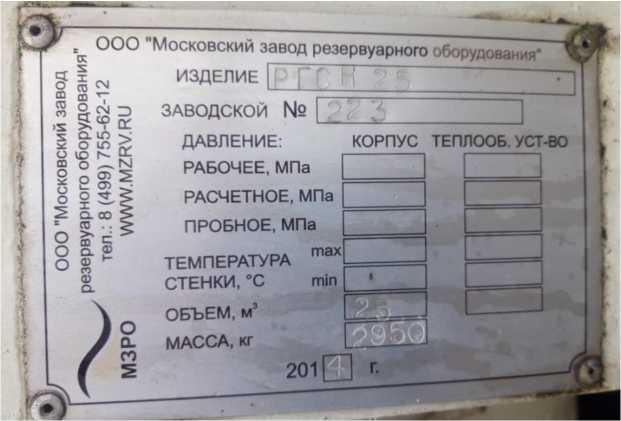 ООО "Московский завод резервуарного оборудования"
ИЗДЕЛИЕ РГСН 25
ЗАВОДСКОЙ № 223
ДАВЛЕНИЕ: КОРПУС ТЕПЛООБ. УСТ-ВО
РАБОЧЕЕ, МПа
РАСЧЕТНОЕ, МПа
ПРОБНОЕ, МПа
ТЕМПЕРАТУРА СТЕНКИ, °С
max
min
ОБЪЕМ, м³ 25
МАССА, кг 2950
2014 г.
ООО "Московский завод
резервуарного оборудования"
тел.: 8 (499) 755-62-12
WWW.MZRV.RU
МЗРО